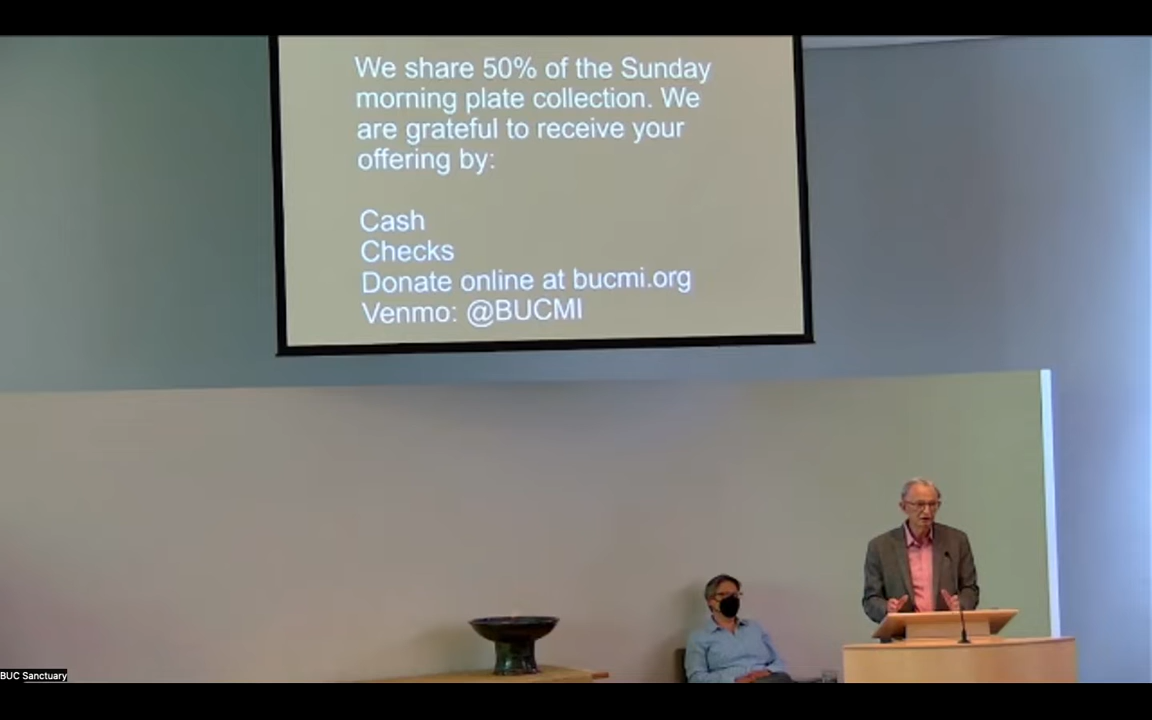 We share 50% of the Sunday
morning plate collection. We
are grateful to receive your
offering by:
Cash
Checks
Donate online at bucmi.org
Venmo: @BUCMI
BUC Sanctuary